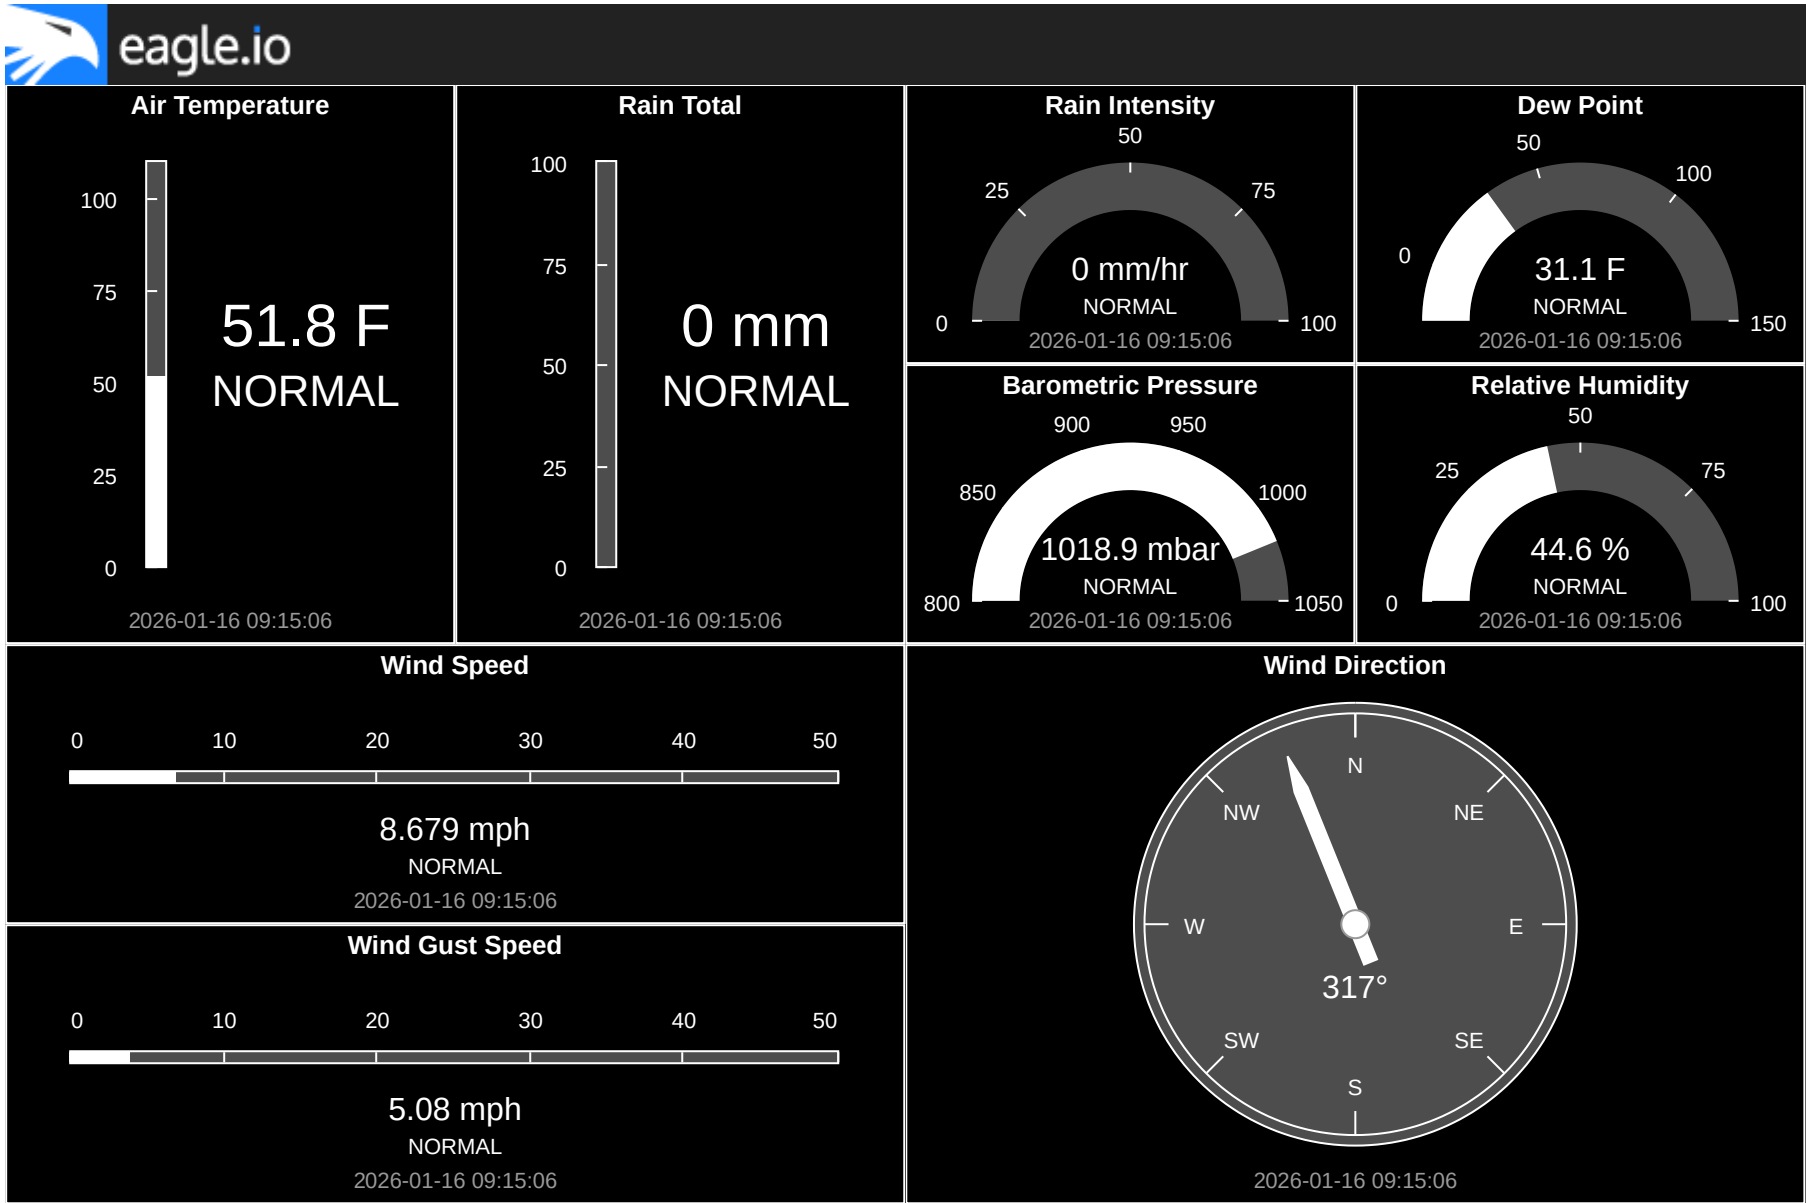 eagle.io
Air Temperature
100
75
50
25
0
51.8 F
NORMAL
2026-01-16 09:15:06
Rain Total
100
75
50
25
0
0 mm
NORMAL
2026-01-16 09:15:06
Rain Intensity
0
25
50
75
100
0 mm/hr
NORMAL
2026-01-16 09:15:06
Dew Point
0
50
100
150
31.1 F
NORMAL
2026-01-16 09:15:06
Barometric Pressure
800
850
900
950
1000
1050
1018.9 mbar
NORMAL
2026-01-16 09:15:06
Relative Humidity
0
25
50
75
100
44.6 %
NORMAL
2026-01-16 09:15:06
Wind Speed
0 10 20 30 40 50
8.679 mph
NORMAL
2026-01-16 09:15:06
Wind Gust Speed
0 10 20 30 40 50
5.08 mph
NORMAL
2026-01-16 09:15:06
Wind Direction
N
NW NE
W E
317°
SW SE
S
2026-01-16 09:15:06